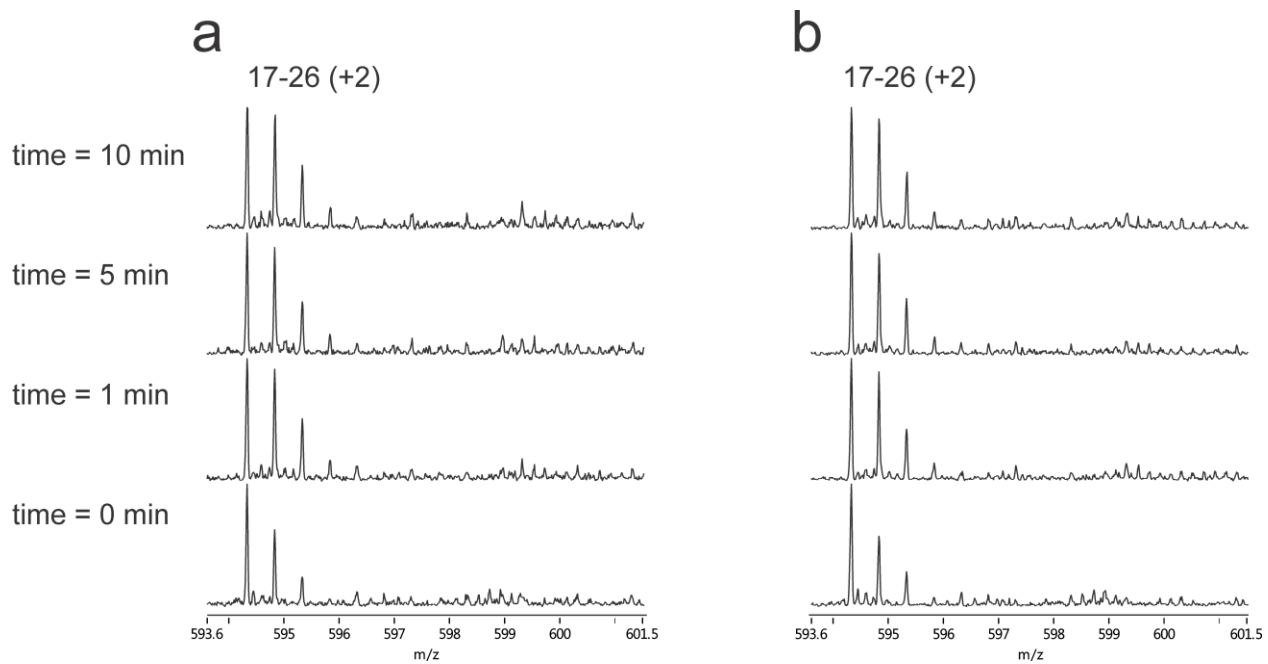 a
b
17-26 (+2)
17-26 (+2)
time = 10 min
time = 5 min
time = 1 min
time = 0 min
593.6 595 596 597 598 599 600 601.5
m/z
593.6 595 596 597 598 599 600 601.5
m/z